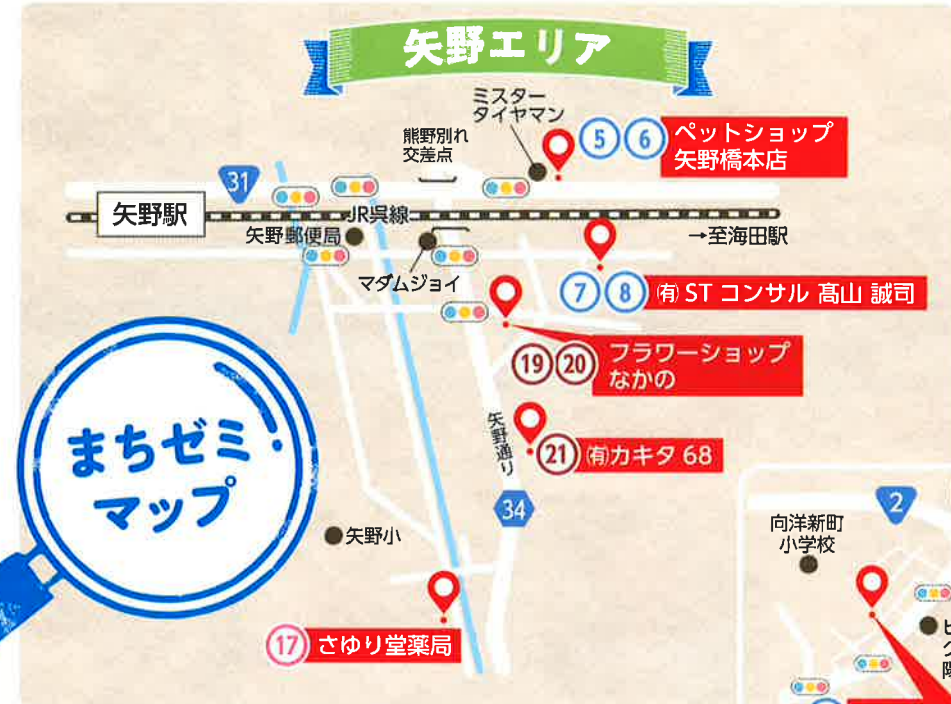 矢野エリア
ミスター
タイヤマン
熊野別れ
交差点
5 6 ペットショップ
矢野橋本店
31
矢野駅
JR呉線
矢野郵便局
→至海田駅
マダムジョイ
7 8 ㈲ST コンサル 髙山 誠司
19 20 フラワーショップ
なかの
まちゼミ
マップ
矢野通り
21 ㈲カキタ 68
34
矢野小
17 さゆり堂薬局
2
向洋新町
小学校